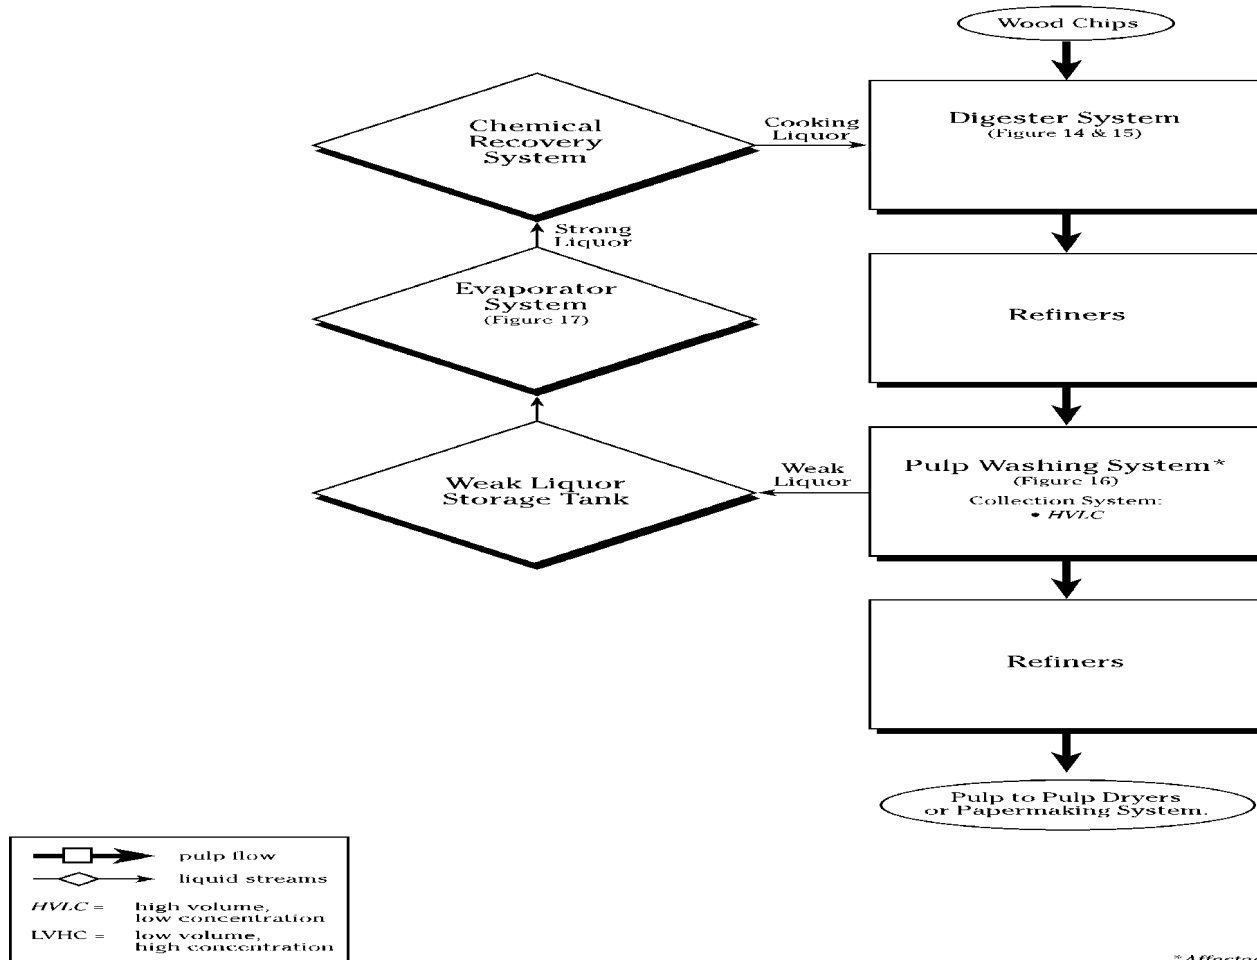 Wood Chips
Digester System
(Figure 14 & 15)
Cooking
Liquor
Chemical
Recovery
System
Strong
Liquor
Evaporator
System
(Figure 17)
Refiners
Pulp Washing System*
(Figure 16)
Collection System:
• HVLC
Weak
Liquor
Weak Liquor
Storage Tank
Refiners
Pulp to Pulp Dryers
or Papermaking System.
pulp flow
liquid streams
HVLC = high volume,
low concentration
LVHC = low volume,
high concentration